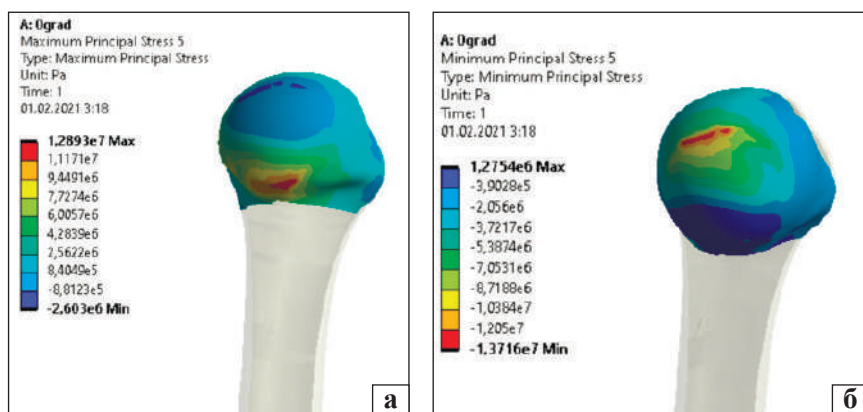 A: 0grad
Maximum Principal Stress 5
Type: Maximum Principal Stress
Unit: Pa
Time: 1
01.02.2021 3:18
1,2893e7 Max
1,1171e7
9,4491e6
7,7274e6
6,0057e6
4,2839e6
2,5622e6
8,4049e5
-8,8123e5
-2,603e6 Min
а
A: 0grad
Minimum Principal Stress 5
Type: Minimum Principal Stress
Unit: Pa
Time: 1
01.02.2021 3:18
1,2754e6 Max
-3,9028e5
-2,056e6
-3,7217e6
-5,3874e6
-7,0531e6
-8,7188e6
-1,0384e7
-1,205e7
-1,3716e7 Min
б